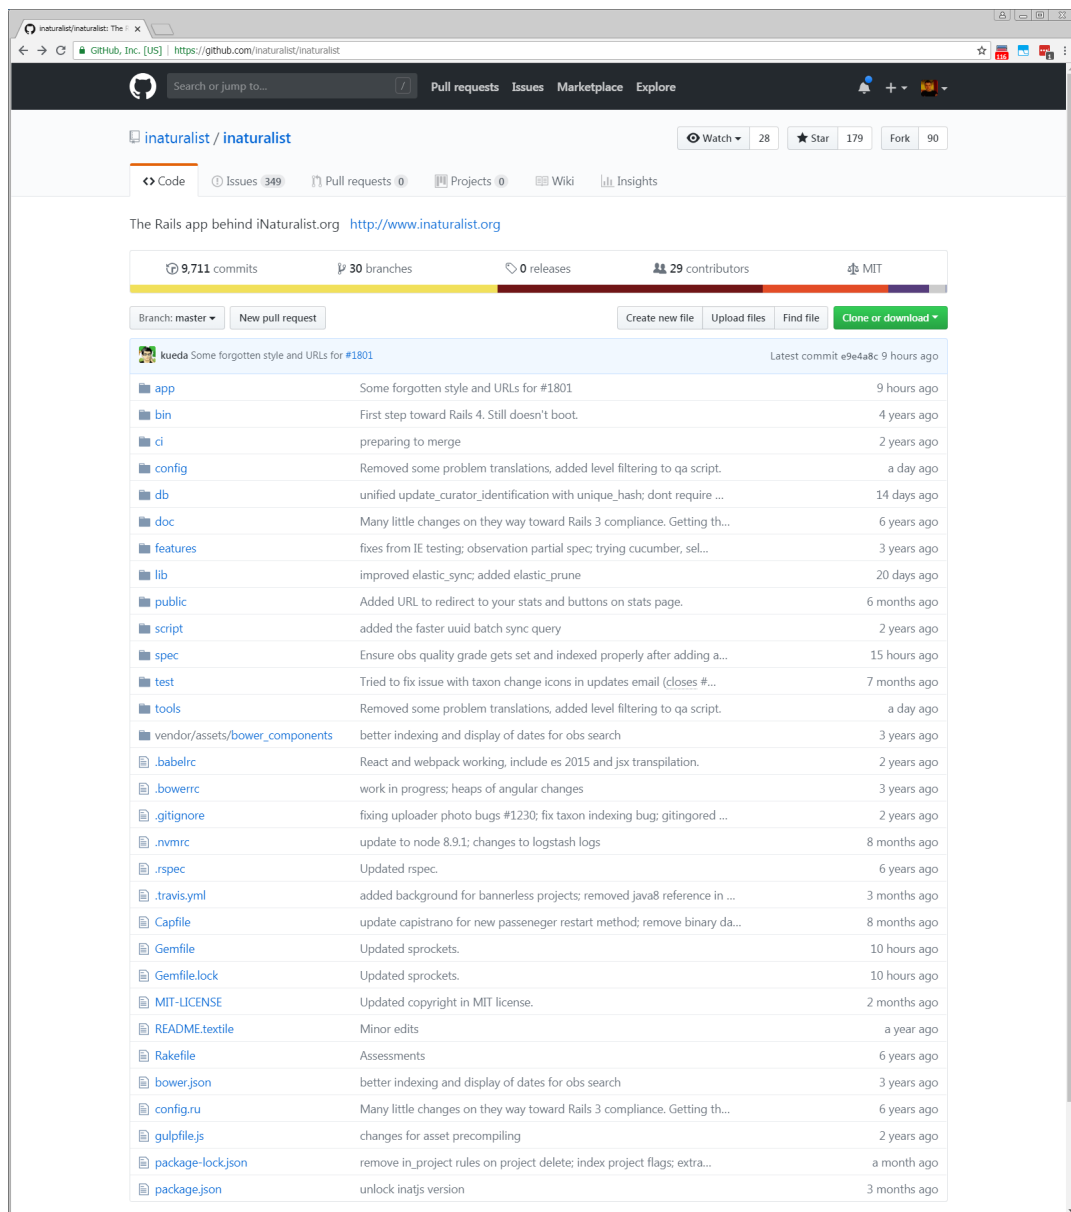 inaturalist/inaturalist: The R
GitHub, Inc. [US] | https://github.com/inaturalist/inaturalist
116
1
Search or jump to... / Pull requests Issues Marketplace Explore
inaturalist / inaturalist Watch 28 Star 179 Fork 90
Code Issues 349 Pull requests 0 Projects 0 Wiki Insights
The Rails app behind iNaturalist.org http://www.inaturalist.org
9,711 commits 30 branches 0 releases 29 contributors MIT
Branch: master New pull request Create new file Upload files Find file Clone or download
kueda Some forgotten style and URLs for #1801 Latest commit e9e4a8c 9 hours ago
app Some forgotten style and URLs for #1801 9 hours ago
bin First step toward Rails 4. Still doesn't boot. 4 years ago
ci preparing to merge 2 years ago
config Removed some problem translations, added level filtering to qa script. a day ago
db unified update_curator_identification with unique_hash; dont require ... 14 days ago
doc Many little changes on they way toward Rails 3 compliance. Getting th... 6 years ago
features fixes from IE testing; observation partial spec; trying cucumber, sel... 3 years ago
lib improved elastic_sync; added elastic_prune 20 days ago
public Added URL to redirect to your stats and buttons on stats page. 6 months ago
script added the faster uuid batch sync query 2 years ago
spec Ensure obs quality grade gets set and indexed properly after adding a... 15 hours ago
test Tried to fix issue with taxon change icons in updates email (closes #... 7 months ago
tools Removed some problem translations, added level filtering to qa script. a day ago
vendor/assets/bower_components better indexing and display of dates for obs search 3 years ago
.babelrc React and webpack working, include es 2015 and jsx transpilation. 2 years ago
.bowerrc work in progress; heaps of angular changes 3 years ago
.gitignore fixing uploader photo bugs #1230; fix taxon indexing bug; gitingored ... 2 years ago
.nvmrc update to node 8.9.1; changes to logstash logs 8 months ago
.rspec Updated rspec. 6 years ago
.travis.yml added background for bannerless projects; removed java8 reference in ... 3 months ago
Capfile update capistrano for new passeneger restart method; remove binary da... 8 months ago
Gemfile Updated sprockets. 10 hours ago
Gemfile.lock Updated sprockets. 10 hours ago
MIT-LICENSE Updated copyright in MIT license. 2 months ago
README.textile Minor edits a year ago
Rakefile Assessments 6 years ago
bower.json better indexing and display of dates for obs search 3 years ago
config.ru Many little changes on they way toward Rails 3 compliance. Getting th... 6 years ago
gulpfile.js changes for asset precompiling 2 years ago
package-lock.json remove in_project rules on project delete; index project flags; extra... a month ago
package.json unlock inatjs version 3 months ago